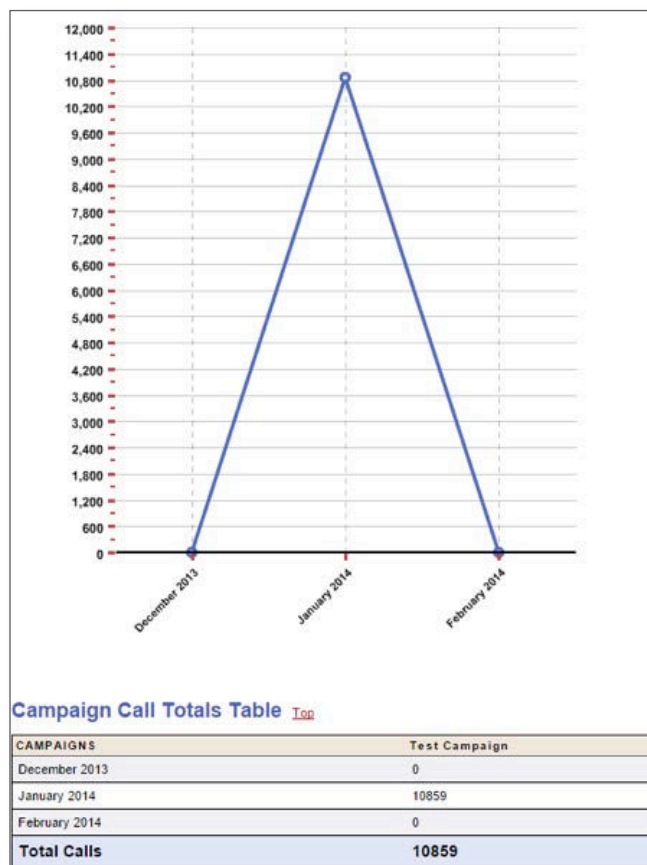 12,000
11,400
10,800
10,200
9,600
9,000
8,400
7,800
7,200
6,600
6,000
5,400
4,800
4,200
3,600
3,000
2,400
1,800
1,200
600
0
December 2013
January 2014
February 2014
Campaign Call Totals Table Top
CAMPAIGNS Test Campaign
December 2013 0
January 2014 10859
February 2014 0
Total Calls 10859